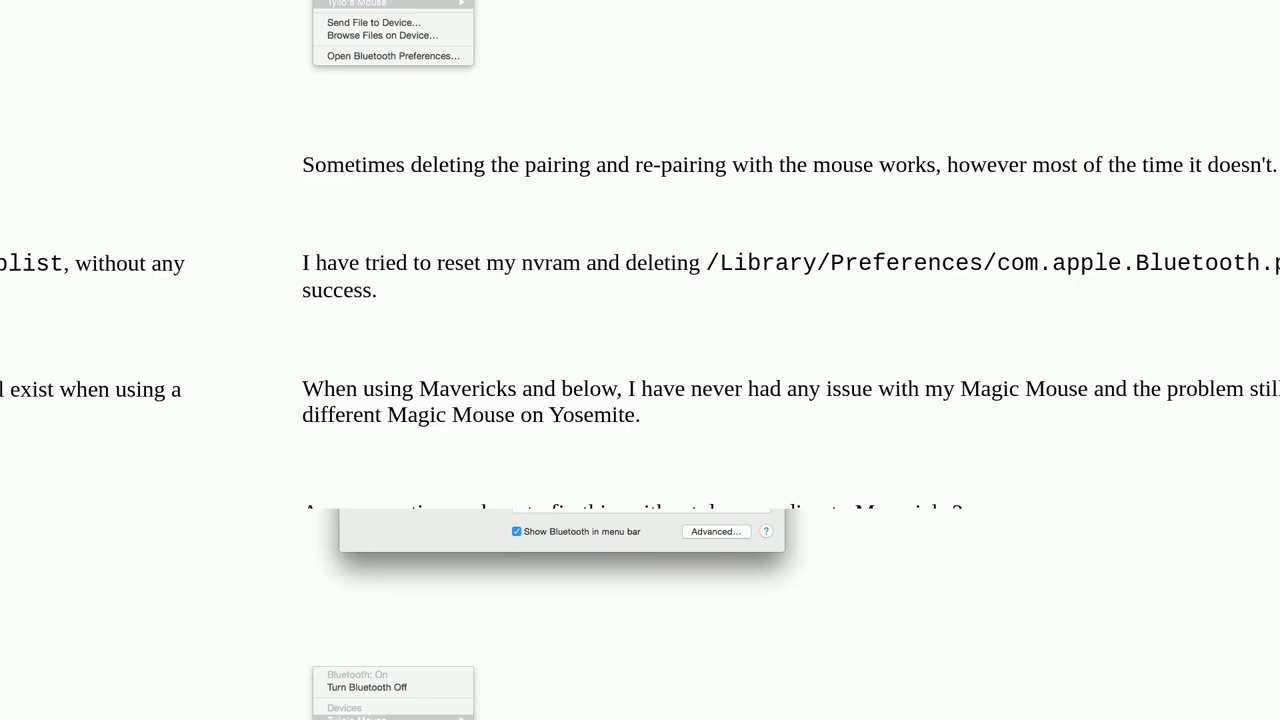 Tyilo's Mouse
Send File to Device...
Browse Files on Device...
Open Bluetooth Preferences...
Sometimes deleting the pairing and re-pairing with the mouse works, however most of the time it doesn't.
plist, without any
I have tried to reset my nvram and deleting /Library/Preferences/com.apple.Bluetooth.p
success.
l exist when using a
When using Mavericks and below, I have never had any issue with my Magic Mouse and the problem stil
different Magic Mouse on Yosemite.
Show Bluetooth in menu bar
Advanced...
?
Bluetooth: On
Turn Bluetooth Off
Devices
Tyilo's Mouse